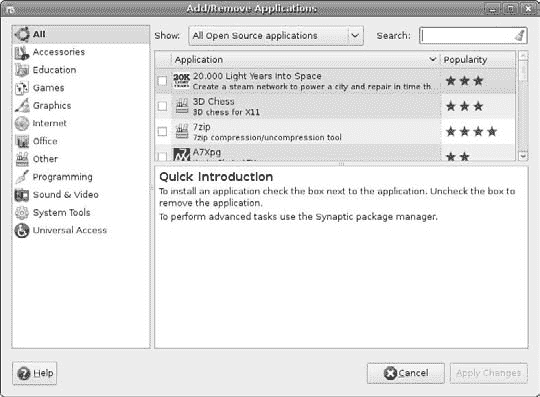 Add/Remove Applications
All
Accessories
Education
Games
Graphics
Internet
Office
Other
Programming
Sound & Video
System Tools
Universal Access
Show: All Open Source applications Search:
Application Popularity
20.000 Light Years Into Space
Create a steam network to power a city and repair in time th...
3D Chess
3D chess for X11
7zip
7zip compression/uncompression tool
A7Xpg
Quick Introduction
To install an application check the box next to the application. Uncheck the box to
remove the application.
To perform advanced tasks use the Synaptic package manager.
Help Cancel Apply Changes